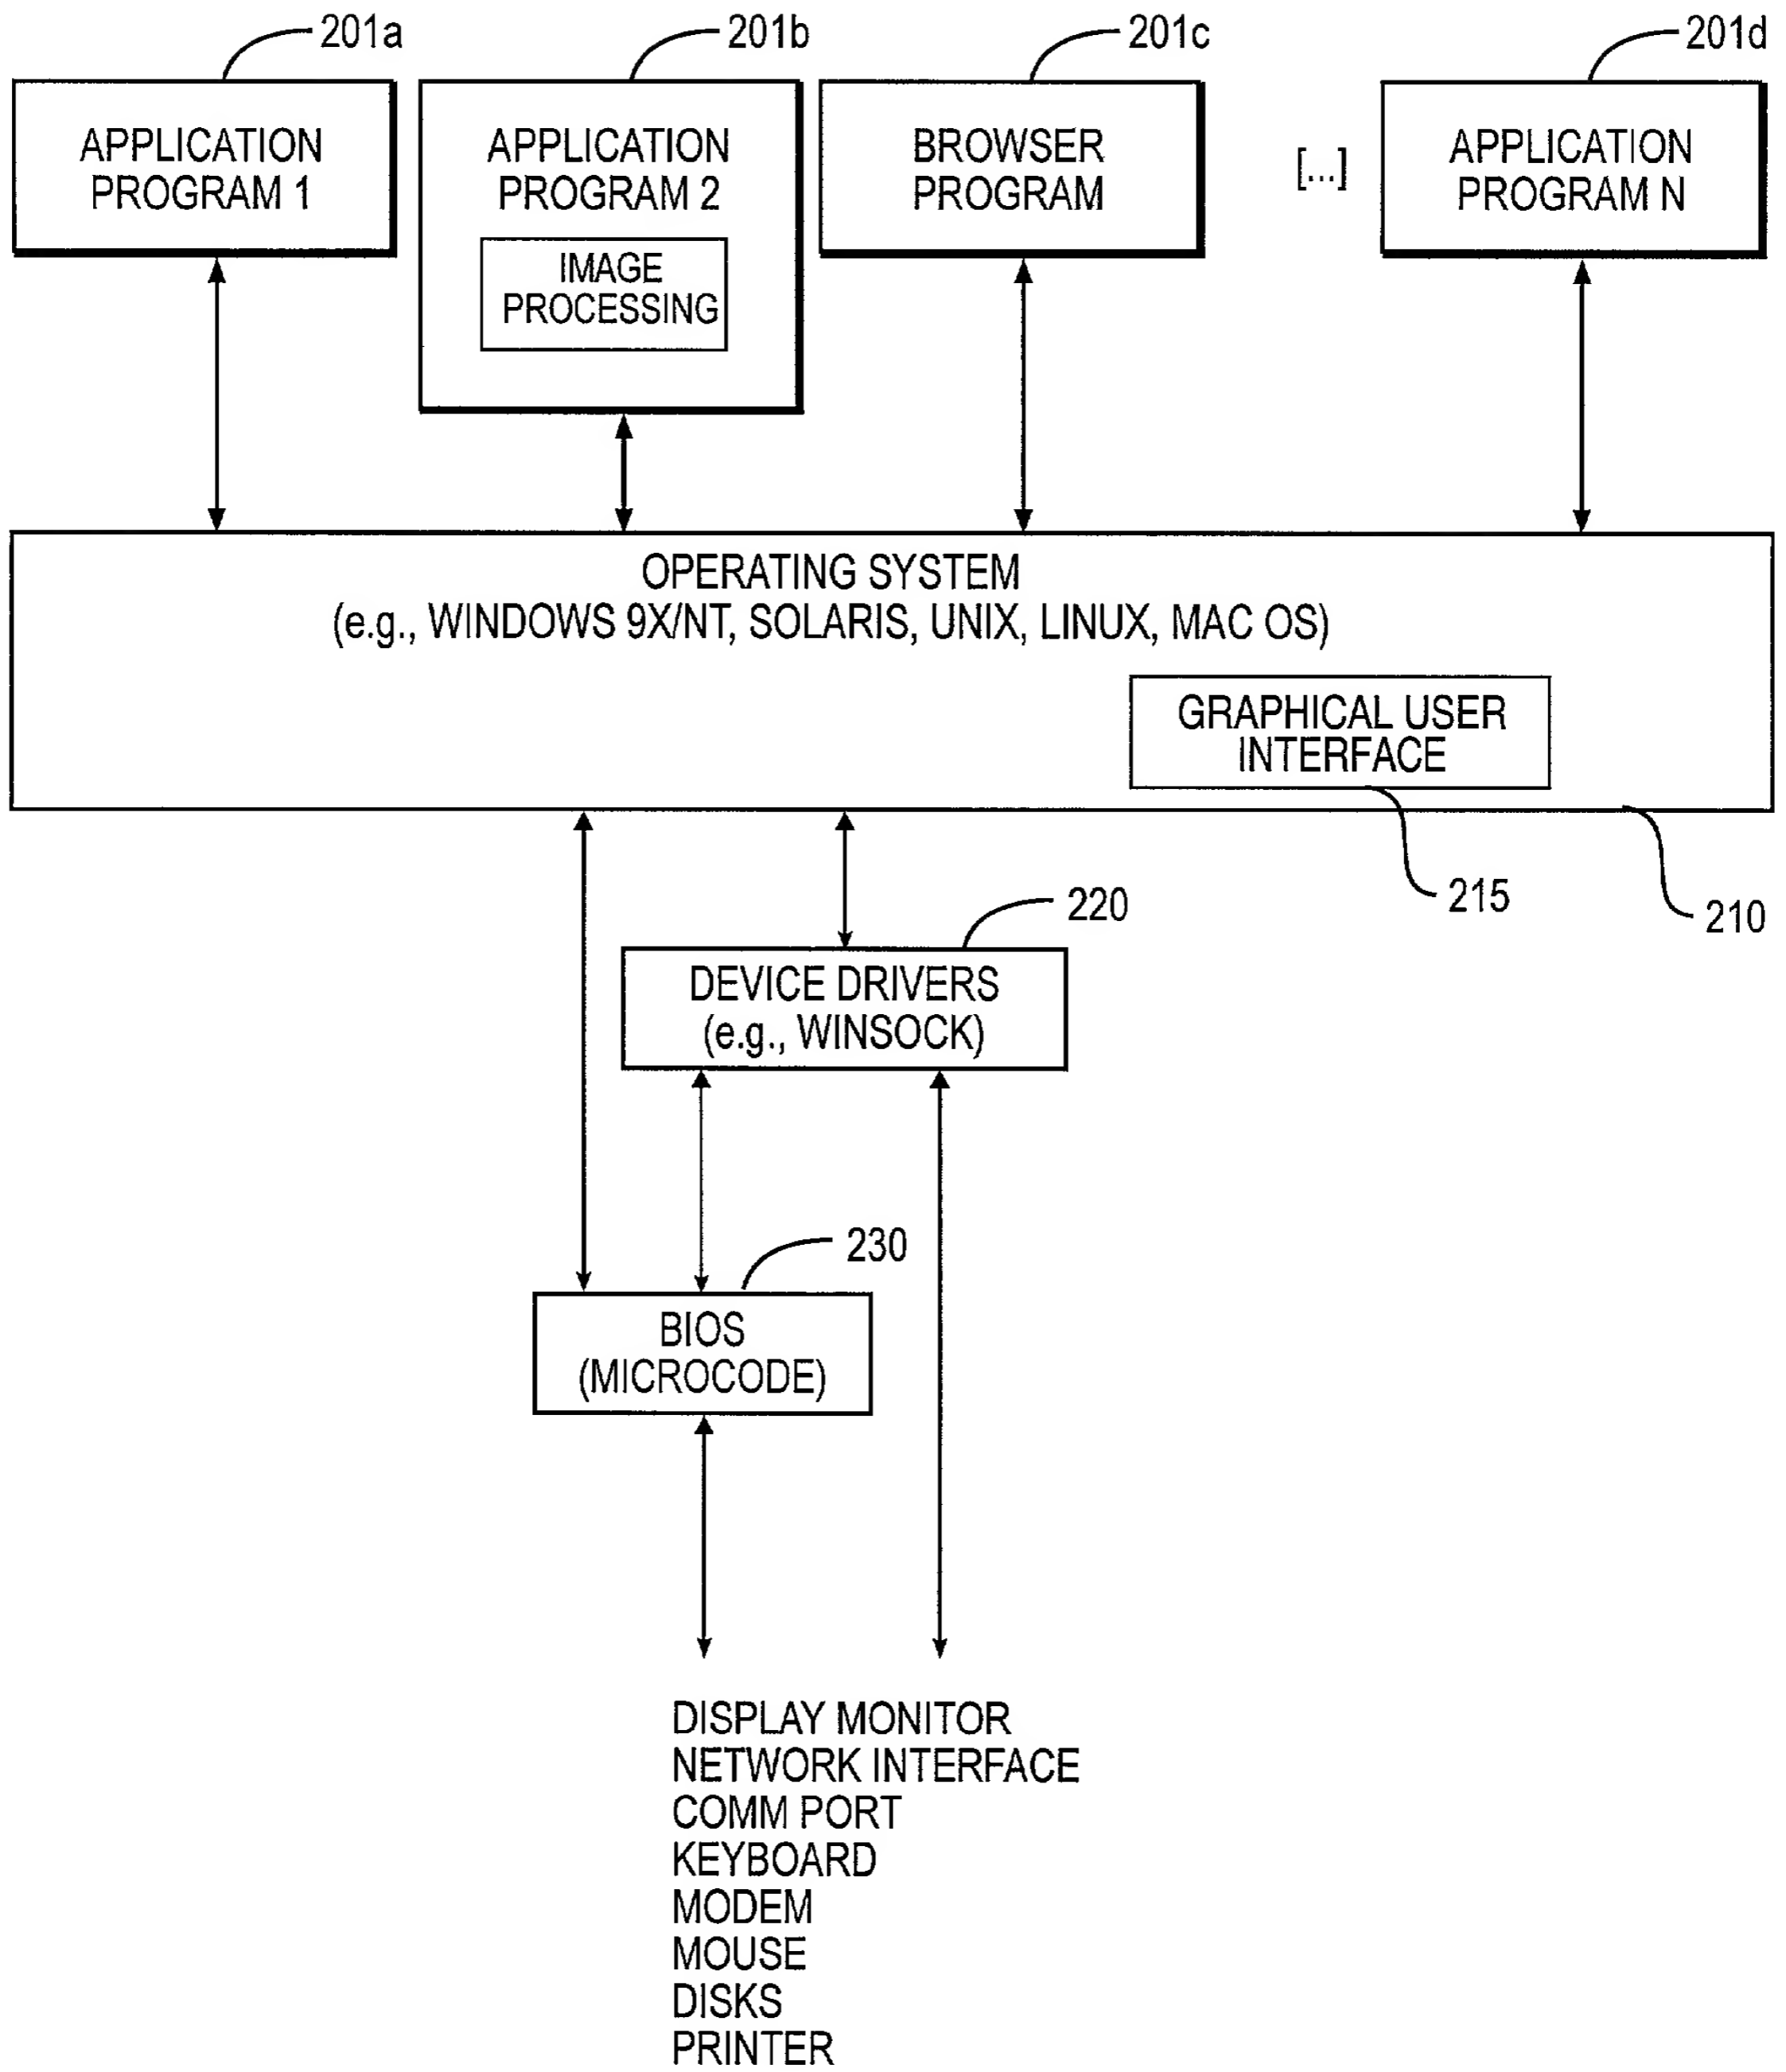 201a
201b
201c
201d
APPLICATION
PROGRAM 1
APPLICATION
PROGRAM 2
IMAGE
PROCESSING
BROWSER
PROGRAM
[...]
APPLICATION
PROGRAM N
OPERATING SYSTEM
(e.g., WINDOWS 9X/NT, SOLARIS, UNIX, LINUX, MAC OS)
GRAPHICAL USER
INTERFACE
215
210
220
DEVICE DRIVERS
(e.g., WINSOCK)
230
BIOS
(MICROCODE)
DISPLAY MONITOR
NETWORK INTERFACE
COMM PORT
KEYBOARD
MODEM
MOUSE
DISKS
PRINTER